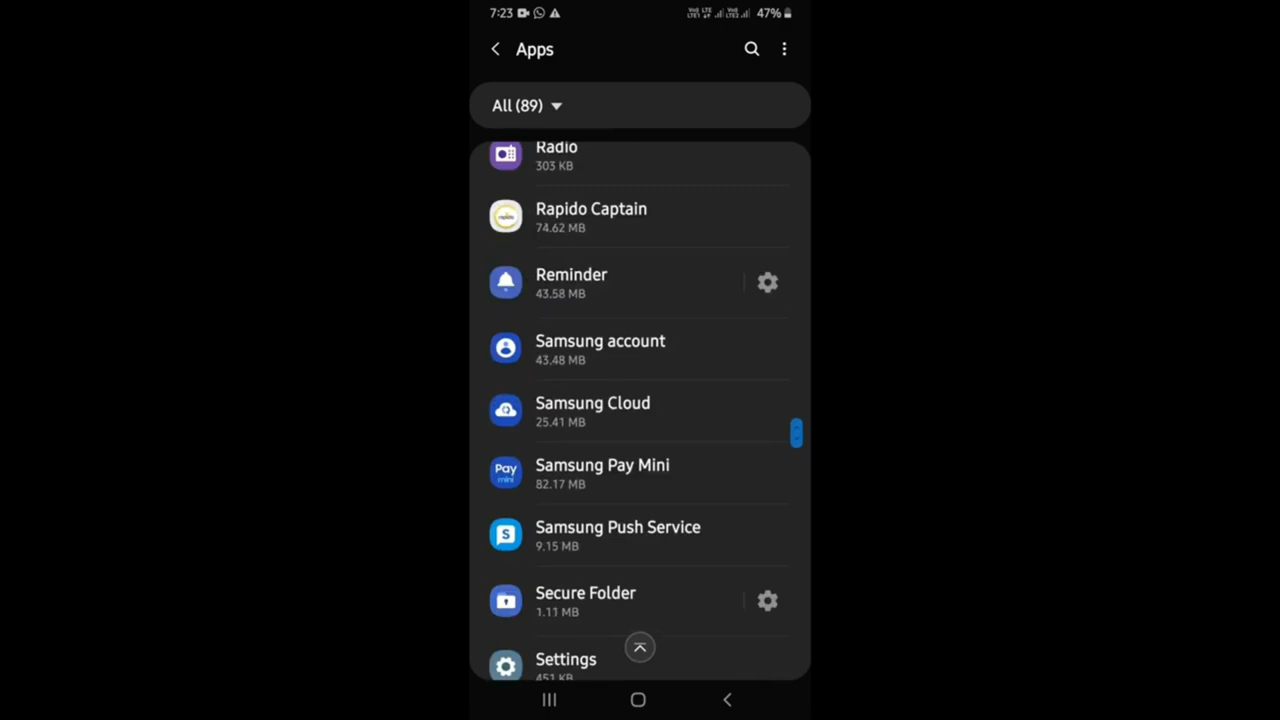 7:23
47%
Apps
All (89)
Radio
303 KB
Rapido Captain
74.62 MB
Reminder
43.58 MB
Samsung account
43.48 MB
Samsung Cloud
25.41 MB
Pay
mini
Samsung Pay Mini
82.17 MB
S
Samsung Push Service
9.15 MB
Secure Folder
1.11 MB
Settings
451 KB